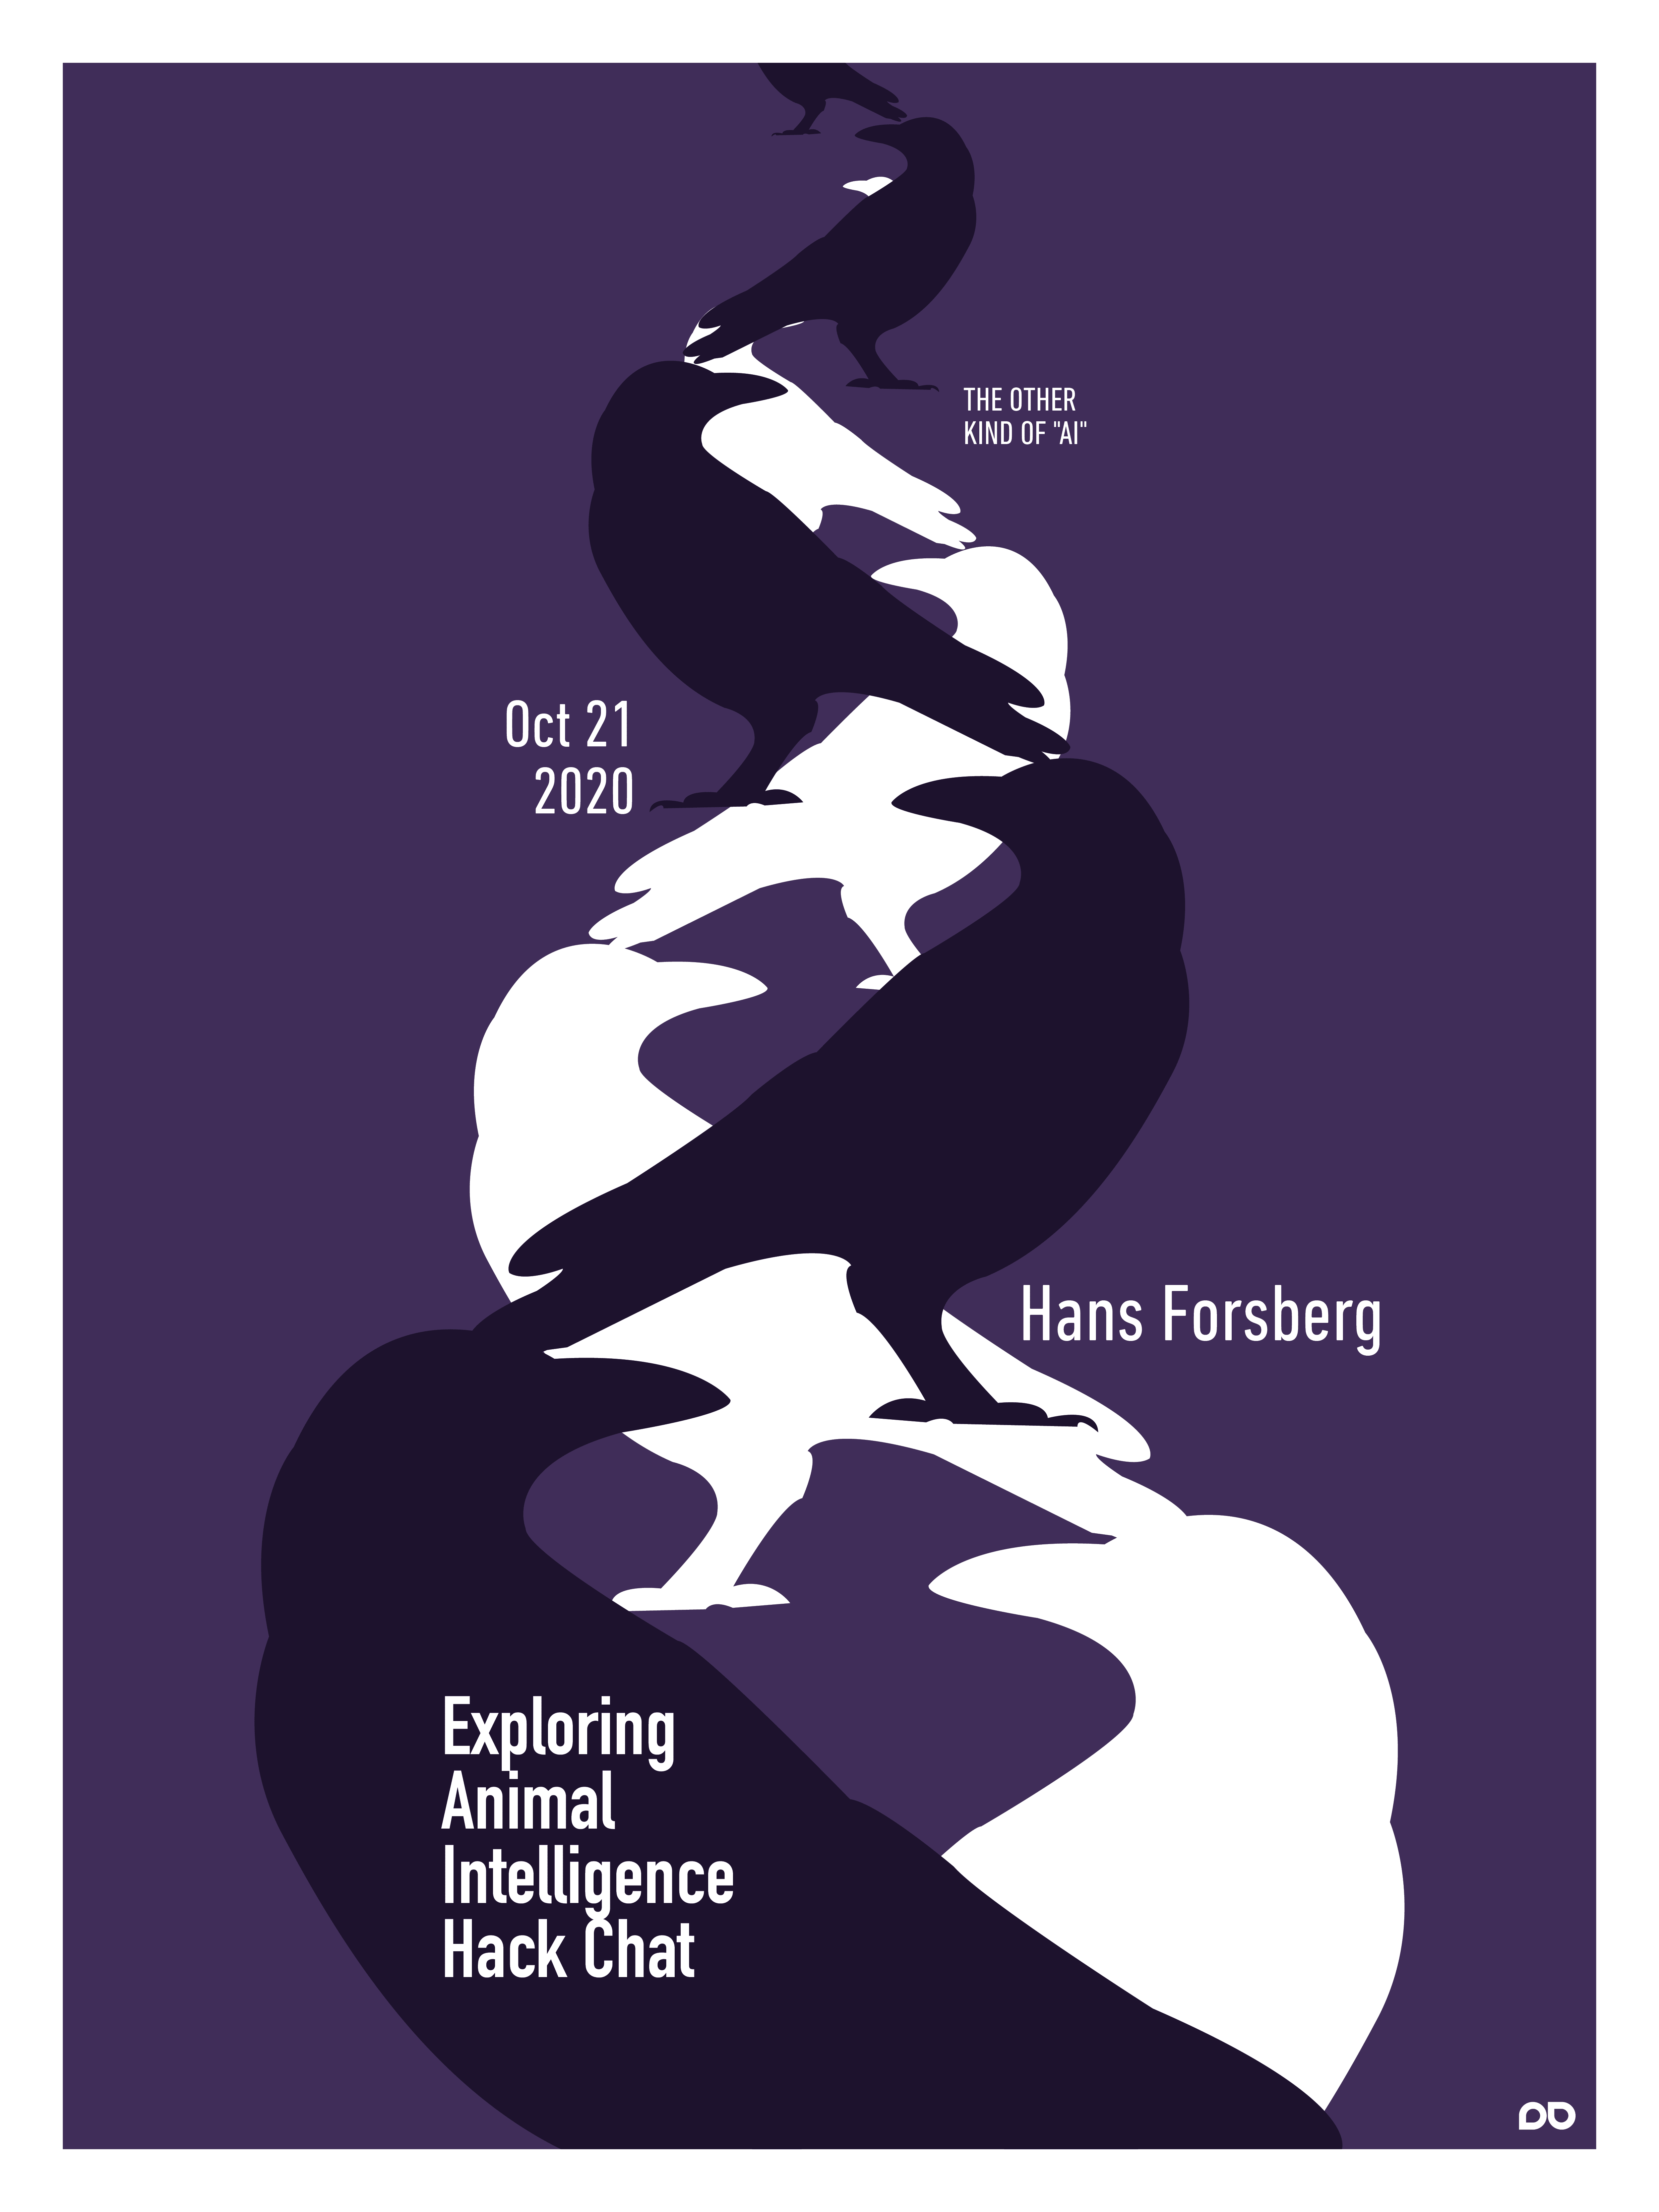 THE OTHER
KIND OF "AI"
Oct 21
2020
Hans Forsberg
Exploring
Animal
Intelligence
Hack Chat